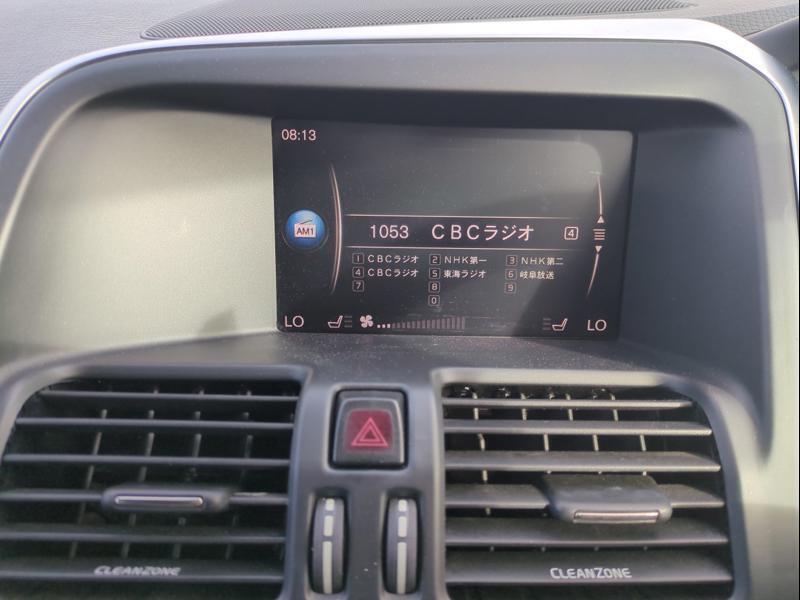 08:13
AM1
1053 CBCラジオ 4
1 CBCラジオ 2 NHK第一 3 NHK第二
4 CBCラジオ 5 東海ラジオ 6 岐阜放送
7 8 9
0
LO LO
CLEANZONE CLEANZONE